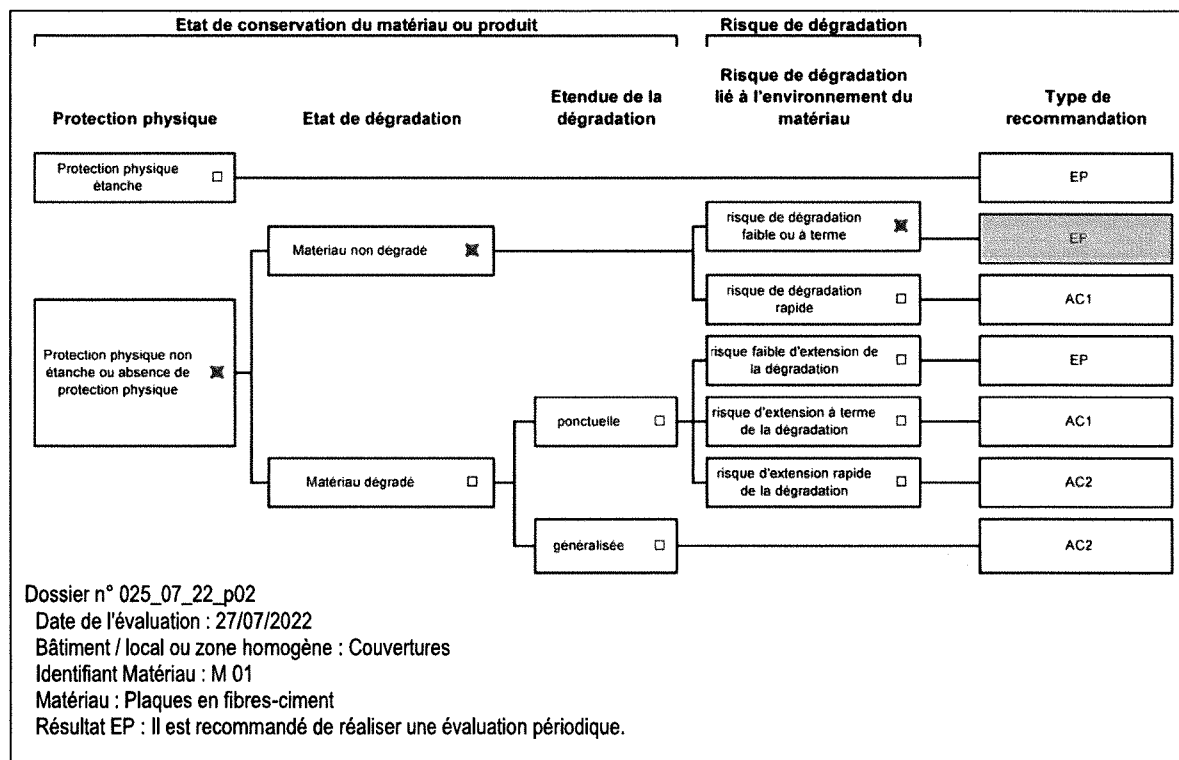 Etat de conservation du matériau ou produit
Risque de dégradation
Protection physique
Etat de dégradation
Etendue de la
dégradation
Risque de dégradation
lié à l'environnement du
matériau
Type de
recommandation
Protection physique
étanche
EP
Protection physique non
étanche ou absence de
protection physique
Matériau non dégradé
risque de dégradation
faible ou à terme
EP
risque de dégradation
rapide
AC1
Matériau dégradé
ponctuelle
risque faible d'extension de
la dégradation
EP
risque d'extension à terme
de la dégradation
AC1
risque d'extension rapide
de la dégradation
AC2
généralisée
AC2
Dossier n° 025_07_22_p02
Date de l'évaluation : 27/07/2022
Bâtiment / local ou zone homogène : Couvertures
Identifiant Matériau : M 01
Matériau : Plaques en fibres-ciment
Résultat EP : Il est recommandé de réaliser une évaluation périodique.